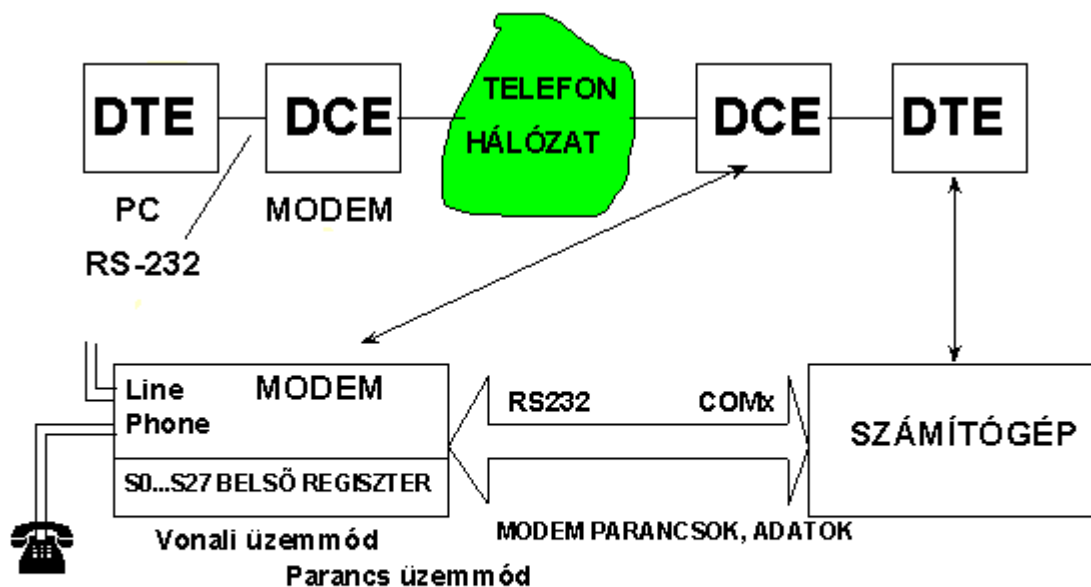 DTE
DCE
TELEFON
HÁLÓZAT
DCE
DTE
PC
MODEM
RS-232
Line
MODEM
Phone
S0...S27 BELSÕ REGISZTER
RS232
COMx
SZÁMÍTÓGÉP
MODEM PARANCSOK, ADATOK
Vonali üzemmód
Parancs üzemmód